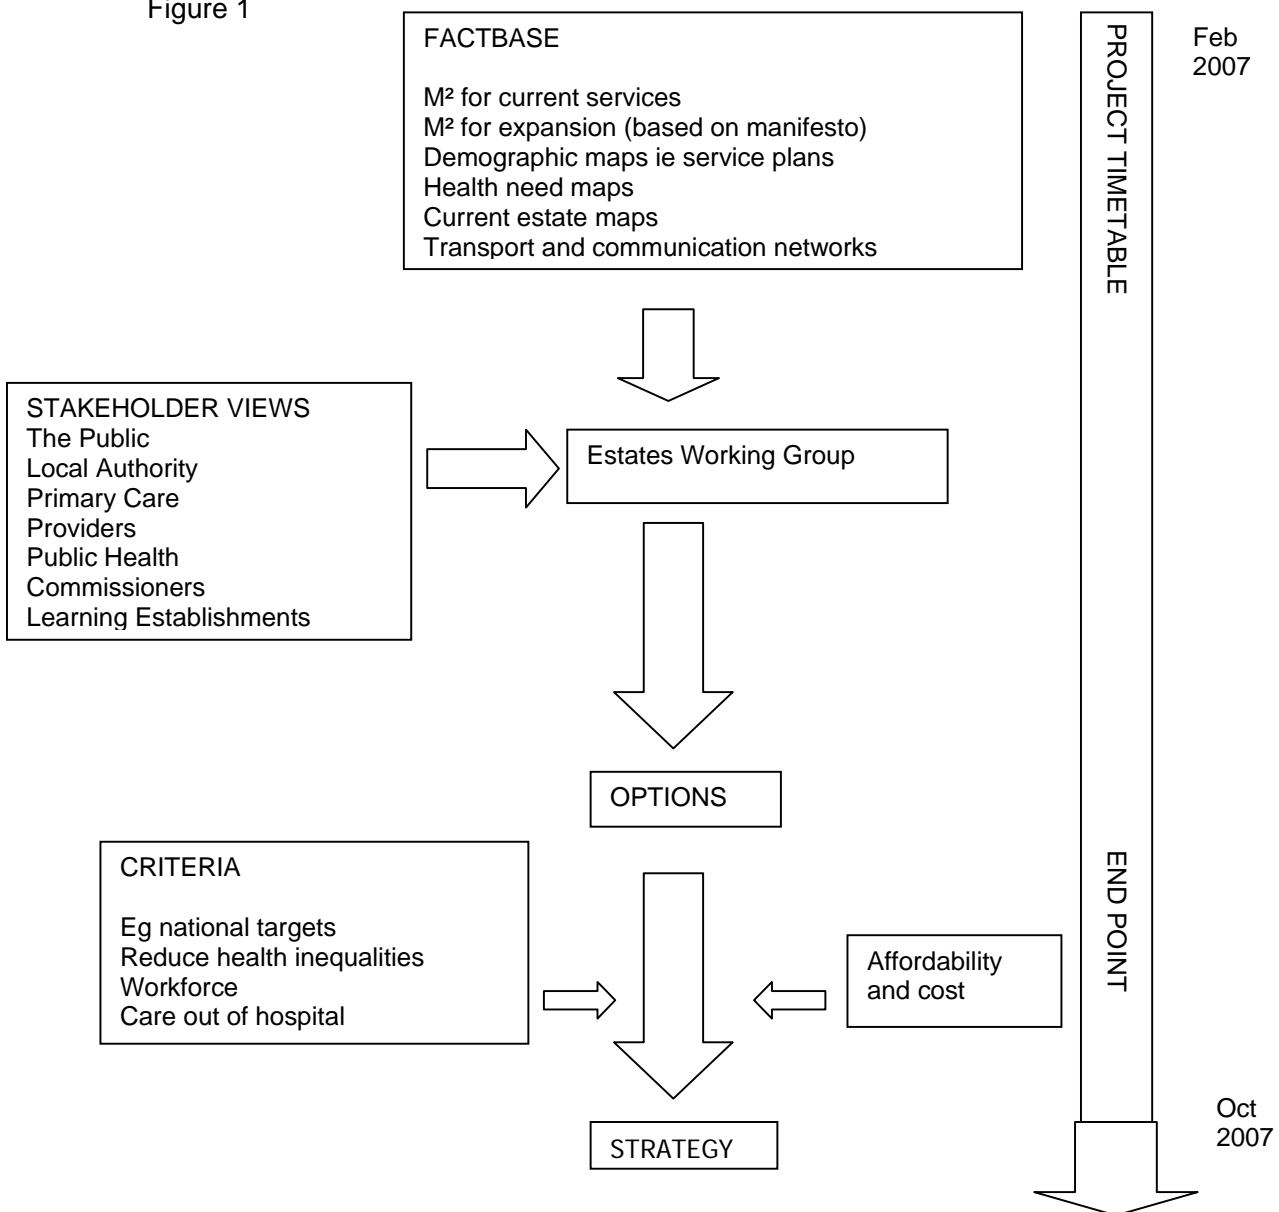 Figure 1
FACTBASE
M² for current services
M² for expansion (based on manifesto)
Demographic maps ie service plans
Health need maps
Current estate maps
Transport and communication networks
PROJECT TIMETABLE
Feb
2007
STAKEHOLDER VIEWS
The Public
Local Authority
Primary Care
Providers
Public Health
Commissioners
Learning Establishments
Estates Working Group
OPTIONS
CRITERIA
Eg national targets
Reduce health inequalities
Workforce
Care out of hospital
Affordability
and cost
END POINT
STRATEGY
Oct
2007